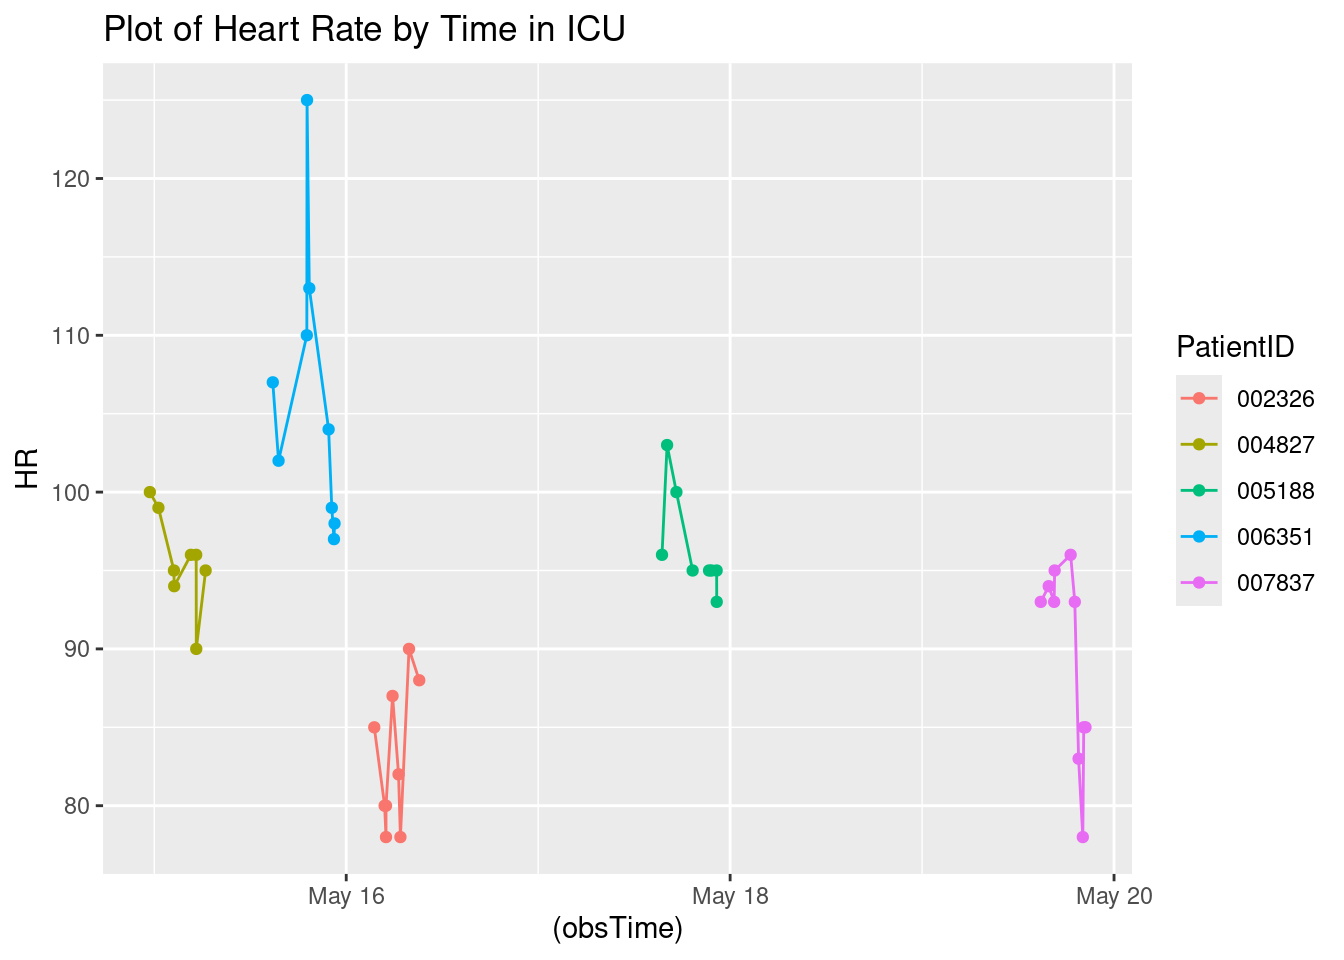 Plot of Heart Rate by Time in ICU
120
110
100
90
80
HR
May 16
May 18
May 20
(obsTime)
PatientID
002326
004827
005188
006351
007837